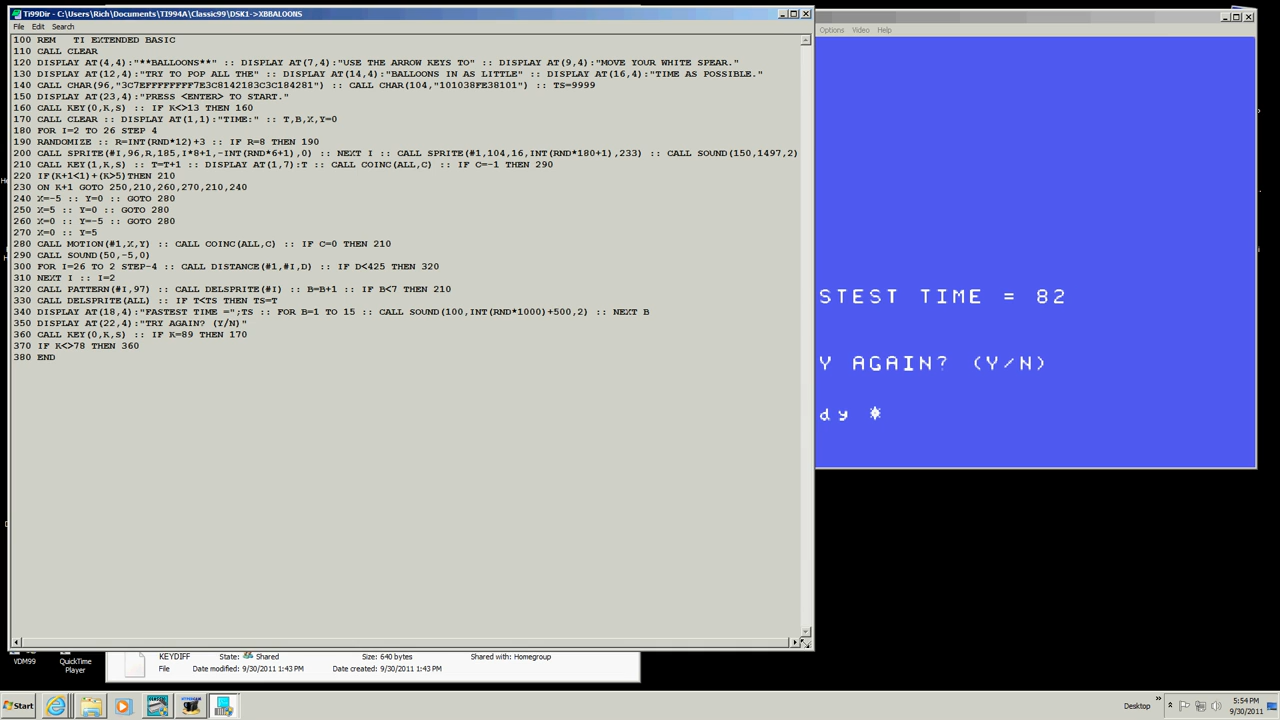 Ti99Dir - C:\Users\Rich\Documents\TI994A\Classic99\DSK1->XBBALOONS
File Edit Search
100 REM   TI EXTENDED BASIC
110 CALL CLEAR
120 DISPLAY AT(4,4):"**BALLOONS**" :: DISPLAY AT(7,4):"USE THE ARROW KEYS TO" :: DISPLAY AT(9,4):"MOVE YOUR WHITE SPEAR."
130 DISPLAY AT(12,4):"TRY TO POP ALL THE" :: DISPLAY AT(14,4):"BALLOONS IN AS LITTLE" :: DISPLAY AT(16,4):"TIME AS POSSIBLE."
140 CALL CHAR(96,"3C7EFFFFFFFF7E3C8142183C3C184281") :: CALL CHAR(104,"101038FE38101") :: TS=9999
150 DISPLAY AT(23,4):"PRESS <ENTER> TO START."
160 CALL KEY(0,K,S) :: IF K<>13 THEN 160
170 CALL CLEAR :: DISPLAY AT(1,1):"TIME:" :: T,B,X,Y=0
180 FOR I=2 TO 26 STEP 4
190 RANDOMIZE :: R=INT(RND*12)+3 :: IF R=8 THEN 190
200 CALL SPRITE(#I,96,R,185,I*8+1,-INT(RND*6+1),0) :: NEXT I :: CALL SPRITE(#1,104,16,INT(RND*180+1),233) :: CALL SOUND(150,1497,2)
210 CALL KEY(1,K,S) :: T=T+1 :: DISPLAY AT(1,7):T :: CALL COINC(ALL,C) :: IF C=-1 THEN 290
220 IF(K+1<1)+(K>5)THEN 210
230 ON K+1 GOTO 250,210,260,270,210,240
240 X=-5 :: Y=0 :: GOTO 280
250 X=5 :: Y=0 :: GOTO 280
260 X=0 :: Y=-5 :: GOTO 280
270 X=0 :: Y=5
280 CALL MOTION(#1,X,Y) :: CALL COINC(ALL,C) :: IF C=0 THEN 210
290 CALL SOUND(50,-5,0)
300 FOR I=26 TO 2 STEP-4 :: CALL DISTANCE(#1,#I,D) :: IF D<425 THEN 320
310 NEXT I :: I=2
320 CALL PATTERN(#I,97) :: CALL DELSPRITE(#I) :: B=B+1 :: IF B<7 THEN 210
330 CALL DELSPRITE(ALL) :: IF T<TS THEN TS=T
340 DISPLAY AT(18,4):"FASTEST TIME =";TS :: FOR B=1 TO 15 :: CALL SOUND(100,INT(RND*1000)+500,2) :: NEXT B
350 DISPLAY AT(22,4):"TRY AGAIN? (Y/N)"
360 CALL KEY(0,K,S) :: IF K=89 THEN 170
370 IF K<>78 THEN 360
380 END
Options Video Help
STEST TIME = 82
Y AGAIN? (Y/N)
dy *
VDM99
QuickTime Player
KEYDIFF
File
State: Shared
Date modified: 9/30/2011 1:43 PM
Size: 640 bytes
Date created: 9/30/2011 1:43 PM
Shared with: Homegroup
Start
Desktop
5:54 PM
9/30/2011